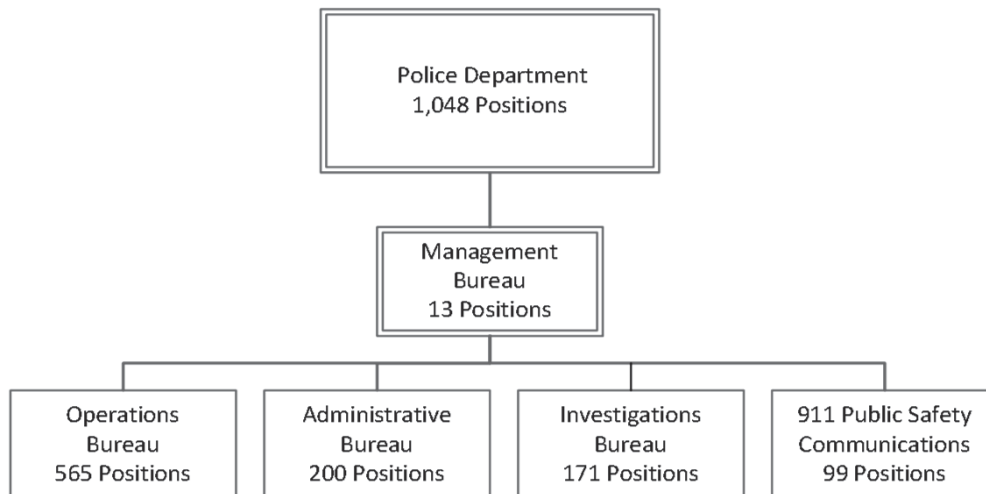 Police Department
1,048 Positions
Management
Bureau
13 Positions
Operations
Bureau
565 Positions
Administrative
Bureau
200 Positions
Investigations
Bureau
171 Positions
911 Public Safety
Communications
99 Positions